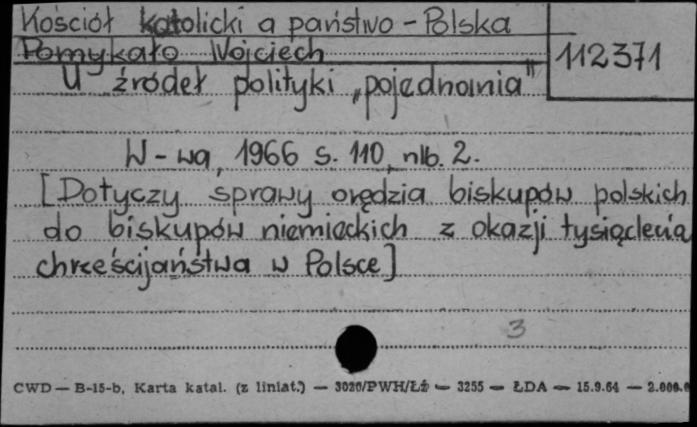 Kościół katolicki a państwo - Polska
Pomykało Wojciech
112371
U źródeł polityki „pojednania"
W-wa, 1966 s. 110, nlb. 2.
[Dotyczy sprawy orędzia biskupów polskich
do biskupów niemieckich z okazji tysiąclecia
chrześcijaństwa w Polsce]
3
CWD — B-15-b, Karta katal. (z liniat.) — 3020/PWH/Łź — 3255 — ŁDA — 15.9.64 — 2.000.0